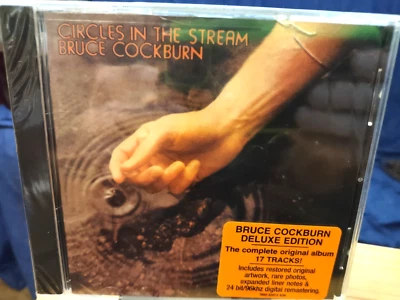 CIRCLES IN THE STREAM
BRUCE COCKBURN
BRUCE COCKBURN
DELUXE EDITION
The complete original album
17 TRACKS!
Includes restored original
artwork, rare photos,
expanded liner notes &
24 bit/96khz digital remastering.